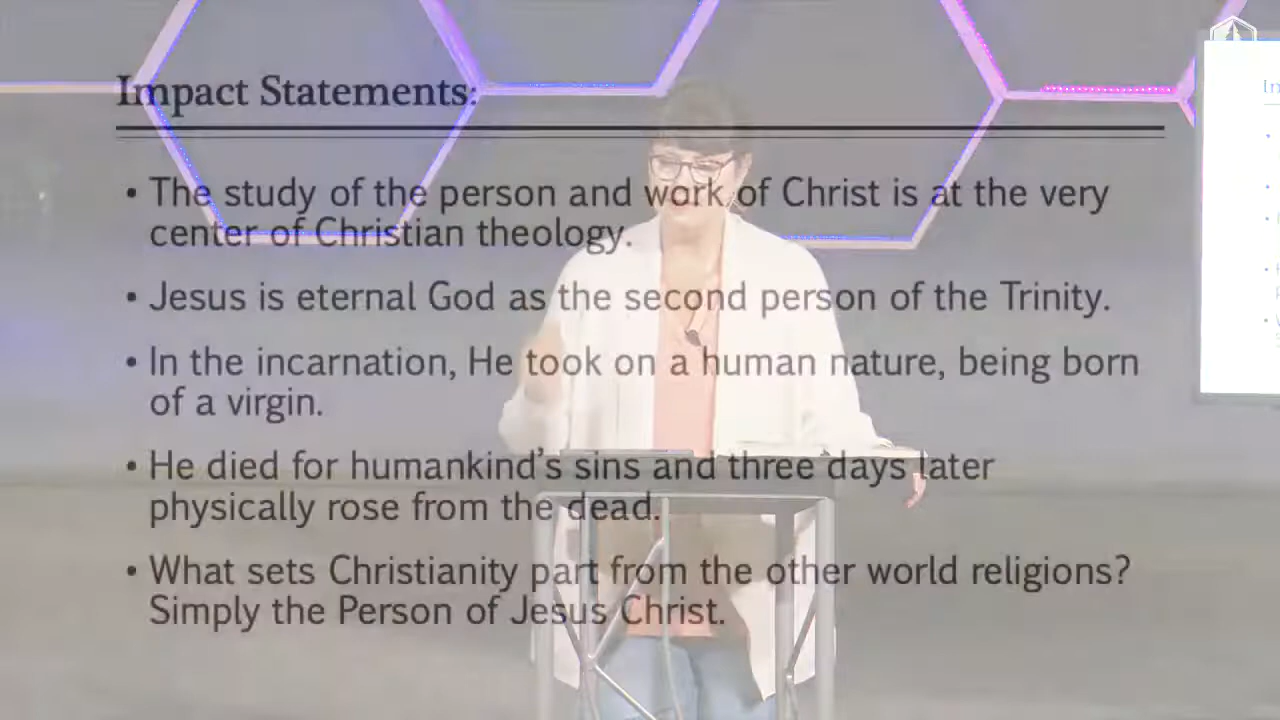 Impact Statements:
• The study of the person and work of Christ is at the very
center of Christian theology.
• Jesus is eternal God as the second person of the Trinity.
• In the incarnation, He took on a human nature, being born
of a virgin.
• He died for humankind's sins and three days later
physically rose from the dead.
• What sets Christianity part from the other world religions?
Simply the Person of Jesus Christ.